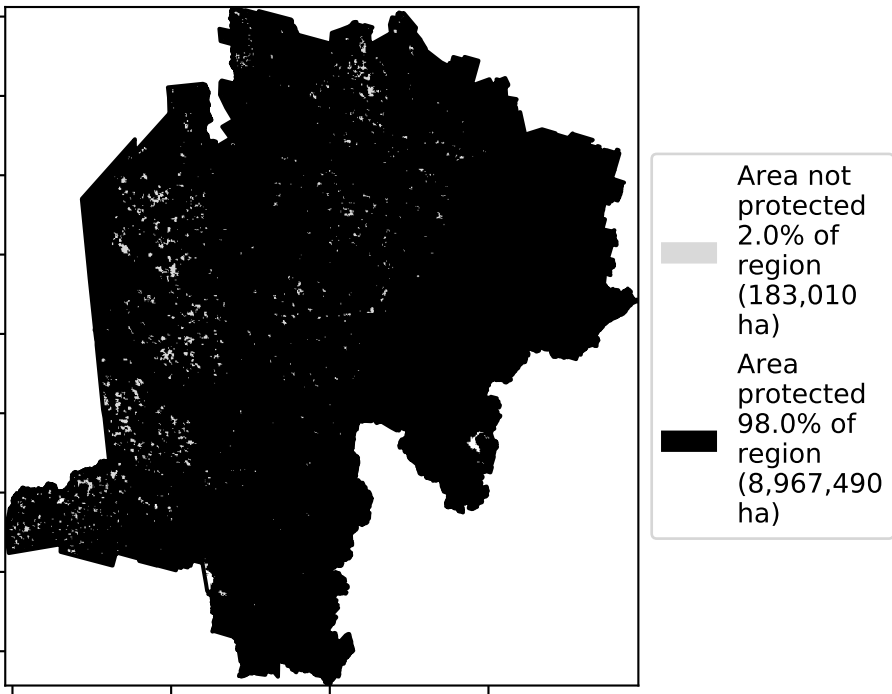 Area not
protected
2.0% of
region
(183,010
ha)
Area
protected
98.0% of
region
(8,967,490
ha)